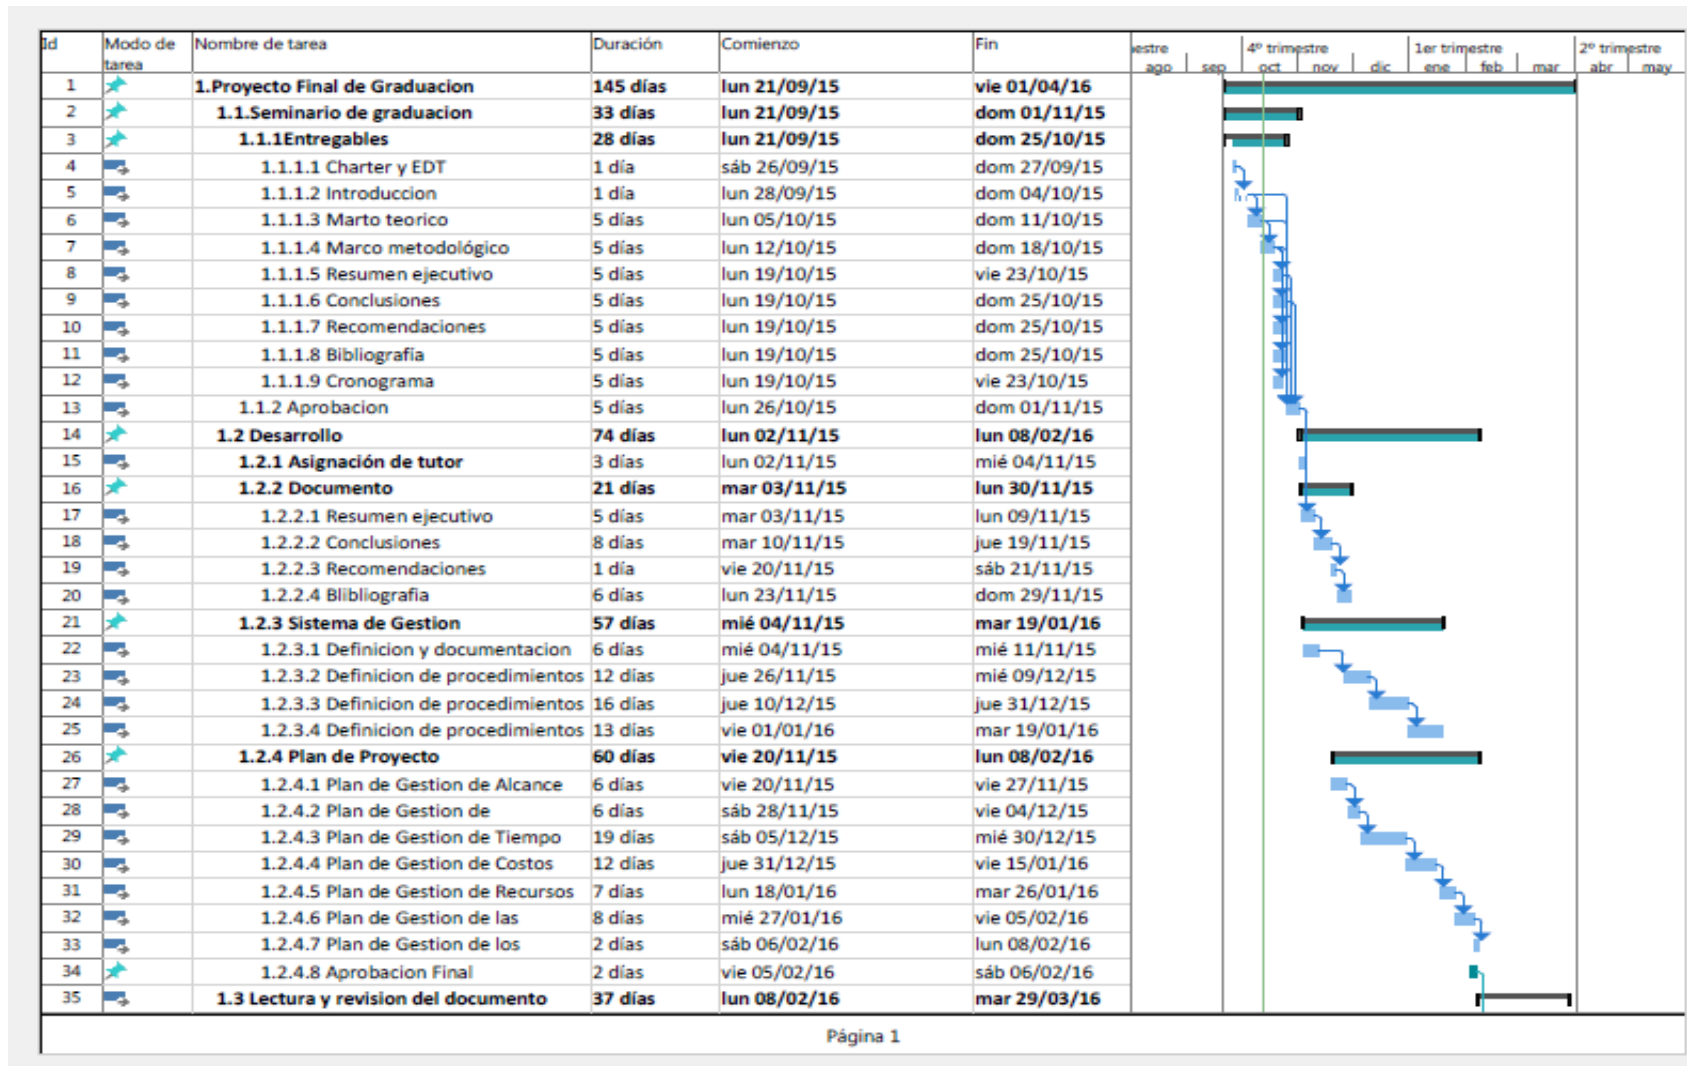 Id Modo de tarea Nombre de tarea Duración Comienzo Fin estre 4º trimestre 1er trimestre 2º trimestre
ago sep oct nov dic ene feb mar abr may
1 1.Proyecto Final de Graduacion 145 días lun 21/09/15 vie 01/04/16
2 1.1.Seminario de graduacion 33 días lun 21/09/15 dom 01/11/15
3 1.1.1Entregables 28 días lun 21/09/15 dom 25/10/15
4 1.1.1.1 Charter y EDT 1 día sáb 26/09/15 dom 27/09/15
5 1.1.1.2 Introduccion 1 día lun 28/09/15 dom 04/10/15
6 1.1.1.3 Marto teorico 5 días lun 05/10/15 dom 11/10/15
7 1.1.1.4 Marco metodológico 5 días lun 12/10/15 dom 18/10/15
8 1.1.1.5 Resumen ejecutivo 5 días lun 19/10/15 vie 23/10/15
9 1.1.1.6 Conclusiones 5 días lun 19/10/15 dom 25/10/15
10 1.1.1.7 Recomendaciones 5 días lun 19/10/15 dom 25/10/15
11 1.1.1.8 Bibliografía 5 días lun 19/10/15 dom 25/10/15
12 1.1.1.9 Cronograma 5 días lun 19/10/15 vie 23/10/15
13 1.1.2 Aprobacion 5 días lun 26/10/15 dom 01/11/15
14 1.2 Desarrollo 74 días lun 02/11/15 lun 08/02/16
15 1.2.1 Asignación de tutor 3 días lun 02/11/15 mié 04/11/15
16 1.2.2 Documento 21 días mar 03/11/15 lun 30/11/15
17 1.2.2.1 Resumen ejecutivo 5 días mar 03/11/15 lun 09/11/15
18 1.2.2.2 Conclusiones 8 días mar 10/11/15 jue 19/11/15
19 1.2.2.3 Recomendaciones 1 día vie 20/11/15 sáb 21/11/15
20 1.2.2.4 Blibliografia 6 días lun 23/11/15 dom 29/11/15
21 1.2.3 Sistema de Gestion 57 días mié 04/11/15 mar 19/01/16
22 1.2.3.1 Definicion y documentacion 6 días mié 04/11/15 mié 11/11/15
23 1.2.3.2 Definicion de procedimientos 12 días jue 26/11/15 mié 09/12/15
24 1.2.3.3 Definicion de procedimientos 16 días jue 10/12/15 jue 31/12/15
25 1.2.3.4 Definicion de procedimientos 13 días vie 01/01/16 mar 19/01/16
26 1.2.4 Plan de Proyecto 60 días vie 20/11/15 lun 08/02/16
27 1.2.4.1 Plan de Gestion de Alcance 6 días vie 20/11/15 vie 27/11/15
28 1.2.4.2 Plan de Gestion de 6 días sáb 28/11/15 vie 04/12/15
29 1.2.4.3 Plan de Gestion de Tiempo 19 días sáb 05/12/15 mié 30/12/15
30 1.2.4.4 Plan de Gestion de Costos 12 días jue 31/12/15 vie 15/01/16
31 1.2.4.5 Plan de Gestion de Recursos 7 días lun 18/01/16 mar 26/01/16
32 1.2.4.6 Plan de Gestion de las 8 días mié 27/01/16 vie 05/02/16
33 1.2.4.7 Plan de Gestion de los 2 días sáb 06/02/16 lun 08/02/16
34 1.2.4.8 Aprobacion Final 2 días vie 05/02/16 sáb 06/02/16
35 1.3 Lectura y revision del documento 37 días lun 08/02/16 mar 29/03/16
Página 1